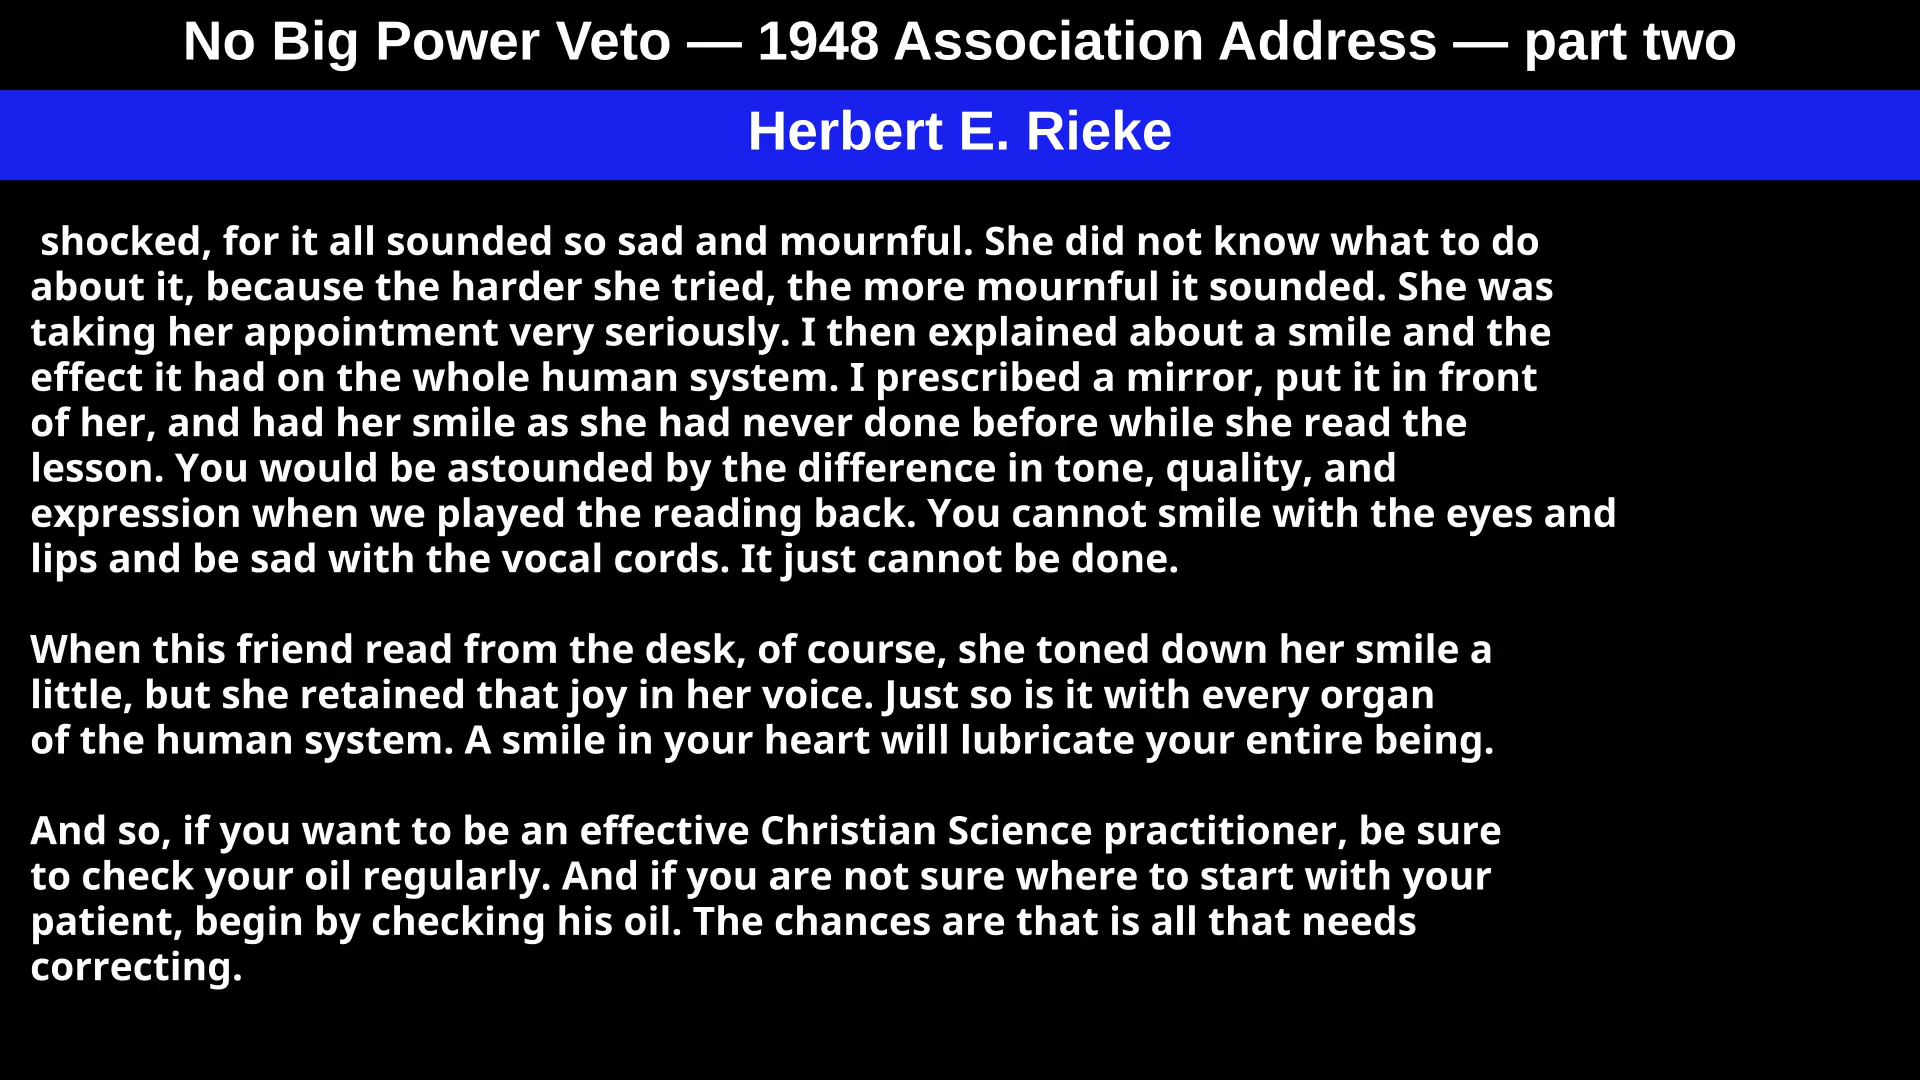 No Big Power Veto — 1948 Association Address — part two
Herbert E. Rieke
shocked, for it all sounded so sad and mournful. She did not know what to do
about it, because the harder she tried, the more mournful it sounded. She was
taking her appointment very seriously. I then explained about a smile and the
effect it had on the whole human system. I prescribed a mirror, put it in front
of her, and had her smile as she had never done before while she read the
lesson. You would be astounded by the difference in tone, quality, and
expression when we played the reading back. You cannot smile with the eyes and
lips and be sad with the vocal cords. It just cannot be done.
When this friend read from the desk, of course, she toned down her smile a
little, but she retained that joy in her voice. Just so is it with every organ
of the human system. A smile in your heart will lubricate your entire being.
And so, if you want to be an effective Christian Science practitioner, be sure
to check your oil regularly. And if you are not sure where to start with your
patient, begin by checking his oil. The chances are that is all that needs
correcting.